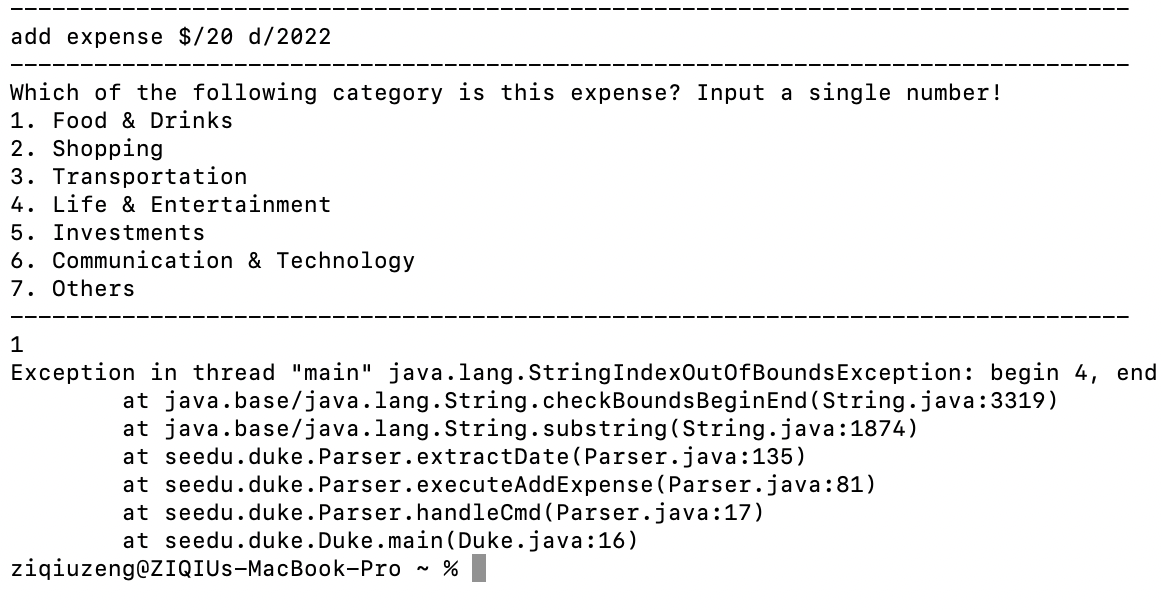 --------------------------------------------------------------------------------
add expense $/20 d/2022
--------------------------------------------------------------------------------
Which of the following category is this expense? Input a single number!
1. Food & Drinks
2. Shopping
3. Transportation
4. Life & Entertainment
5. Investments
6. Communication & Technology
7. Others
--------------------------------------------------------------------------------
1
Exception in thread "main" java.lang.StringIndexOutOfBoundsException: begin 4, end
        at java.base/java.lang.String.checkBoundsBeginEnd(String.java:3319)
        at java.base/java.lang.String.substring(String.java:1874)
        at seedu.duke.Parser.extractDate(Parser.java:135)
        at seedu.duke.Parser.executeAddExpense(Parser.java:81)
        at seedu.duke.Parser.handleCmd(Parser.java:17)
        at seedu.duke.Duke.main(Duke.java:16)
ziqiuzeng@ZIQIUs-MacBook-Pro ~ %